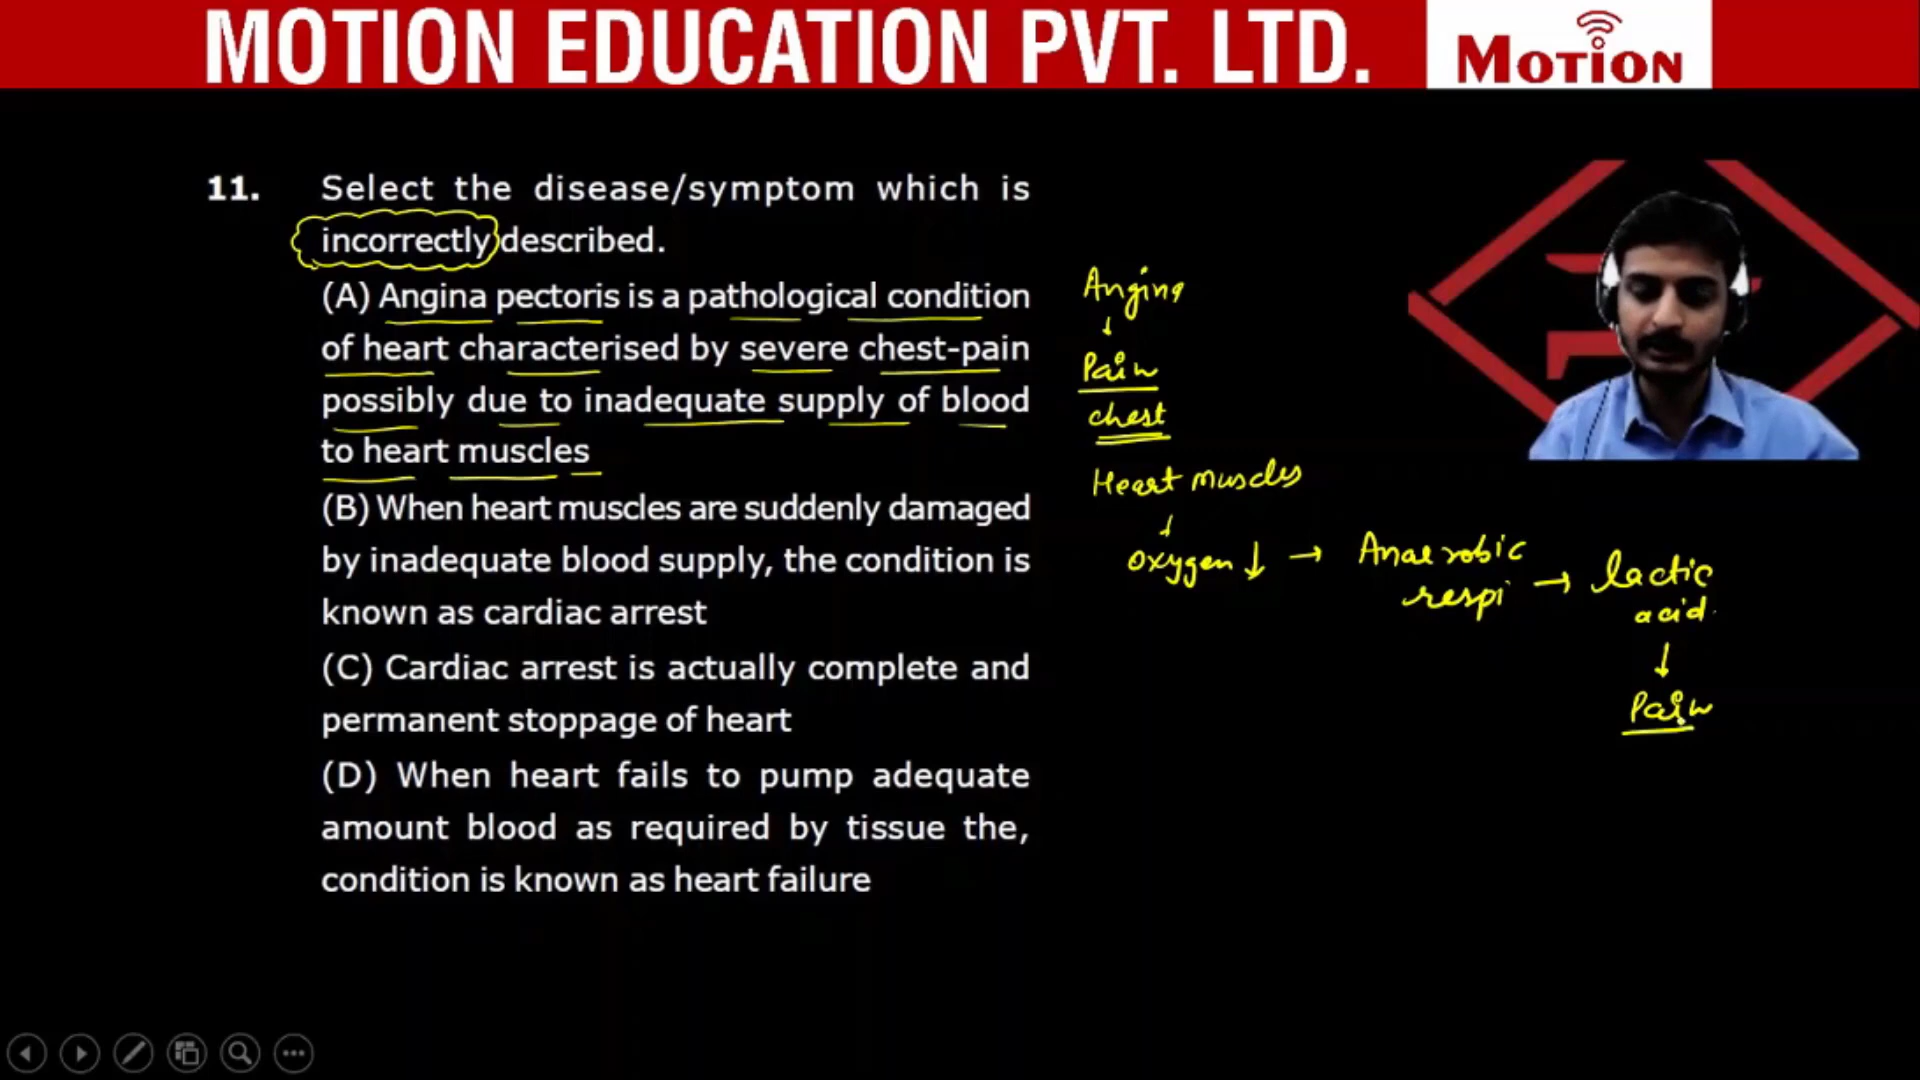 MOTION EDUCATION PVT. LTD.
MOTION
11. Select the disease/symptom which is
incorrectly described.
(A) Angina pectoris is a pathological condition
of heart characterised by severe chest-pain
possibly due to inadequate supply of blood
to heart muscles
(B) When heart muscles are suddenly damaged
by inadequate blood supply, the condition is
known as cardiac arrest
(C) Cardiac arrest is actually complete and
permanent stoppage of heart
(D) When heart fails to pump adequate
amount blood as required by tissue the,
condition is known as heart failure
Angina
↓
Pain
chest
Heart muscles
↓
oxygen ↓ → Anaerobic
respi → lactic
acid
↓
Pain